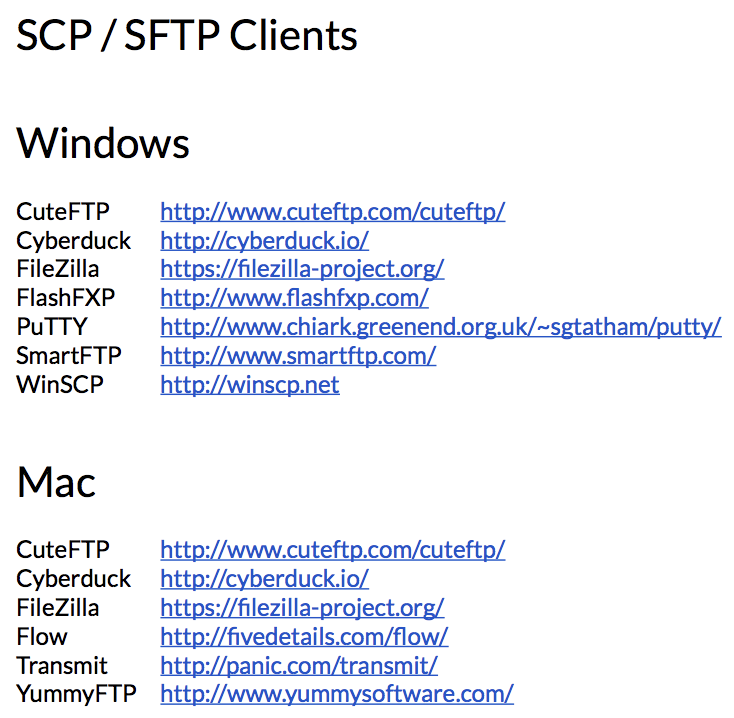 SCP / SFTP Clients
Windows
CuteFTP http://www.cuteftp.com/cuteftp/
Cyberduck http://cyberduck.io/
FileZilla https://filezilla-project.org/
FlashFXP http://www.flashfxp.com/
PuTTY http://www.chiark.greenend.org.uk/~sgtatham/putty/
SmartFTP http://www.smartftp.com/
WinSCP http://winscp.net
Mac
CuteFTP http://www.cuteftp.com/cuteftp/
Cyberduck http://cyberduck.io/
FileZilla https://filezilla-project.org/
Flow http://fivedetails.com/flow/
Transmit http://panic.com/transmit/
YummyFTP http://www.yummysoftware.com/